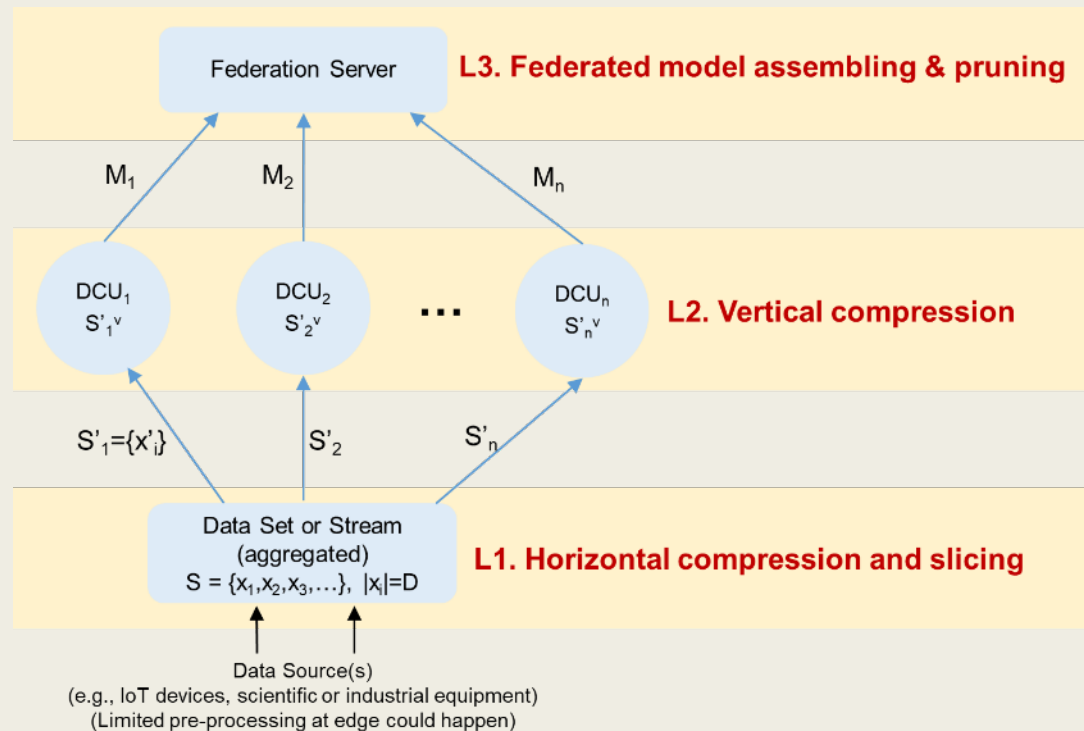 Federation Server
L3. Federated model assembling & pruning
M₁
M₂
Mₙ
DCU₁
S'₁ᵛ
DCU₂
S'₂ᵛ
...
DCUₙ
S'ₙᵛ
L2. Vertical compression
S'₁={x'ᵢ}
S'₂
S'ₙ
Data Set or Stream
(aggregated)
S = {x₁,x₂,x₃,...}, |xᵢ|=D
L1. Horizontal compression and slicing
Data Source(s)
(e.g., IoT devices, scientific or industrial equipment)
(Limited pre-processing at edge could happen)